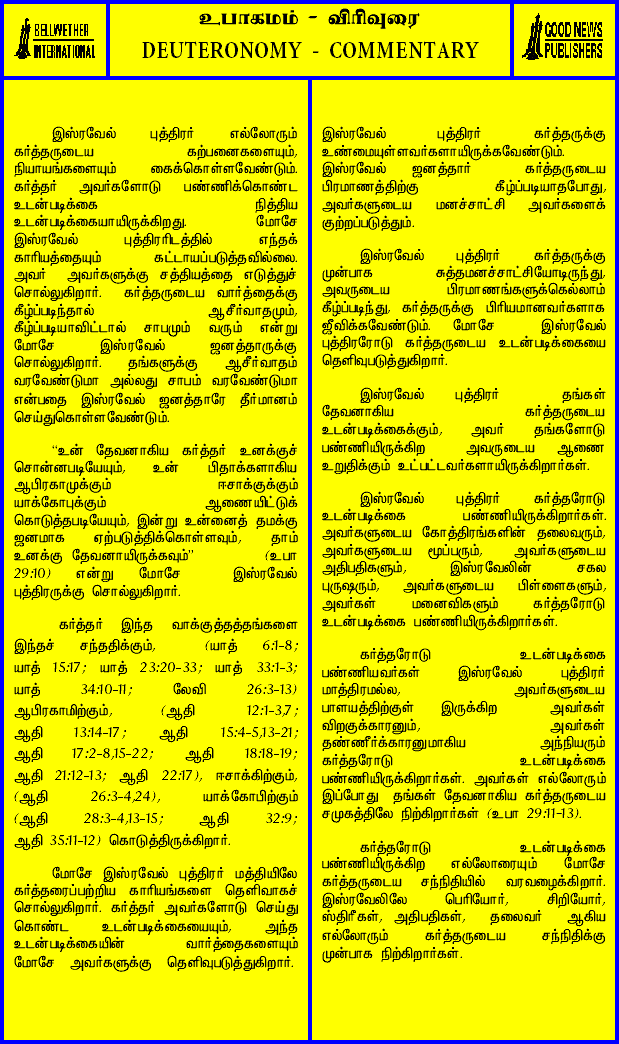 BELLWETHER
INTERNATIONAL
உபாகமம் - விரிவுரை
DEUTERONOMY - COMMENTARY
GOOD NEWS
PUBLISHERS
இஸ்ரவேல் புத்திரர் எல்லோரும்
கர்த்தருடைய கற்பனைகளையும்,
நியாயங்களையும் கைக்கொள்ளவேண்டும்.
கர்த்தர் அவர்களோடு பண்ணிக்கொண்ட
உடன்படிக்கை நித்திய
உடன்படிக்கையாயிருக்கிறது. மோசே
இஸ்ரவேல் புத்திரரிடத்தில் எந்தக்
காரியத்தையும் கட்டாயப்படுத்தவில்லை.
அவர் அவர்களுக்கு சத்தியத்தை எடுத்துச்
சொல்லுகிறார். கர்த்தருடைய வார்த்தைக்கு
கீழ்ப்படிந்தால் ஆசீர்வாதமும்,
கீழ்ப்படியாவிட்டால் சாபமும் வரும் என்று
மோசே இஸ்ரவேல் ஜனத்தாருக்கு
சொல்லுகிறார். தங்களுக்கு ஆசீர்வாதம்
வரவேண்டுமா அல்லது சாபம் வரவேண்டுமா
என்பதை இஸ்ரவேல் ஜனத்தாரே தீர்மானம்
செய்துகொள்ளவேண்டும்.
“உன் தேவனாகிய கர்த்தர் உனக்குச்
சொன்னபடியேயும், உன் பிதாக்களாகிய
ஆபிரகாமுக்கும் ஈசாக்குக்கும்
யாக்கோபுக்கும் ஆணையிட்டுக்
கொடுத்தபடியேயும், இன்று உன்னைத் தமக்கு
ஜனமாக ஏற்படுத்திக்கொள்ளவும், தாம்
உனக்கு தேவனாயிருக்கவும்” (உபா
29:10) என்று மோசே இஸ்ரவேல்
புத்திரருக்கு சொல்லுகிறார்.
கர்த்தர் இந்த வாக்குத்தத்தங்களை
இந்தச் சந்ததிக்கும், (யாத் 6:1-8;
யாத் 15:17; யாத் 23:20-33; யாத் 33:1-3;
யாத் 34:10-11; லேவி 26:3-13)
ஆபிரகாமிற்கும், (ஆதி 12:1-3,7;
ஆதி 13:14-17; ஆதி 15:4-5,13-21;
ஆதி 17:2-8,15-22; ஆதி 18:18-19;
ஆதி 21:12-13; ஆதி 22:17), ஈசாக்கிற்கும்,
(ஆதி 26:3-4,24), யாக்கோபிற்கும்
(ஆதி 28:3-4,13-15; ஆதி 32:9;
ஆதி 35:11-12) கொடுத்திருக்கிறார்.
மோசே இஸ்ரவேல் புத்திரர் மத்தியிலே
கர்த்தரைப்பற்றிய காரியங்களை தெளிவாகச்
சொல்லுகிறார். கர்த்தர் அவர்களோடு செய்து
கொண்ட உடன்படிக்கையையும், அந்த
உடன்படிக்கையின் வார்த்தைகளையும்
மோசே அவர்களுக்கு தெளிவுபடுத்துகிறார்.
இஸ்ரவேல் புத்திரர் கர்த்தருக்கு
உண்மையுள்ளவர்களாயிருக்கவேண்டும்.
இஸ்ரவேல் ஜனத்தார் கர்த்தருடைய
பிரமாணத்திற்கு கீழ்ப்படியாதபோது,
அவர்களுடைய மனச்சாட்சி அவர்களைக்
குற்றப்படுத்தும்.
இஸ்ரவேல் புத்திரர் கர்த்தருக்கு
முன்பாக சுத்தமனச்சாட்சியோடிருந்து,
அவருடைய பிரமாணங்களுக்கெல்லாம்
கீழ்ப்படிந்து, கர்த்தருக்கு பிரியமானவர்களாக
ஜீவிக்கவேண்டும். மோசே இஸ்ரவேல்
புத்திரரோடு கர்த்தருடைய உடன்படிக்கையை
தெளிவுபடுத்துகிறார்.
இஸ்ரவேல் புத்திரர் தங்கள்
தேவனாகிய கர்த்தருடைய
உடன்படிக்கைக்கும், அவர் தங்களோடு
பண்ணியிருக்கிற அவருடைய ஆணை
உறுதிக்கும் உட்பட்டவர்களாயிருக்கிறார்கள்.
இஸ்ரவேல் புத்திரர் கர்த்தரோடு
உடன்படிக்கை பண்ணியிருக்கிறார்கள்.
அவர்களுடைய கோத்திரங்களின் தலைவரும்,
அவர்களுடைய மூப்பரும், அவர்களுடைய
அதிபதிகளும், இஸ்ரவேலின் சகல
புருஷரும், அவர்களுடைய பிள்ளைகளும்,
அவர்கள் மனைவிகளும் கர்த்தரோடு
உடன்படிக்கை பண்ணியிருக்கிறார்கள்.
கர்த்தரோடு உடன்படிக்கை
பண்ணியவர்கள் இஸ்ரவேல் புத்திரர்
மாத்திரமல்ல, அவர்களுடைய
பாளயத்திற்குள் இருக்கிற அவர்கள்
விறகுக்காரனும், அவர்கள்
தண்ணீர்க்காரனுமாகிய அந்நியரும்
கர்த்தரோடு உடன்படிக்கை
பண்ணியிருக்கிறார்கள். அவர்கள் எல்லோரும்
இப்போது தங்கள் தேவனாகிய கர்த்தருடைய
சமுகத்திலே நிற்கிறார்கள் (உபா 29:11-13).
கர்த்தரோடு உடன்படிக்கை
பண்ணியிருக்கிற எல்லோரையும் மோசே
கர்த்தருடைய சந்நிதியில் வரவழைக்கிறார்.
இஸ்ரவேலிலே பெரியோர், சிறியோர்,
ஸ்திரீகள், அதிபதிகள், தலைவர் ஆகிய
எல்லோரும் கர்த்தருடைய சந்நிதிக்கு
முன்பாக நிற்கிறார்கள்.